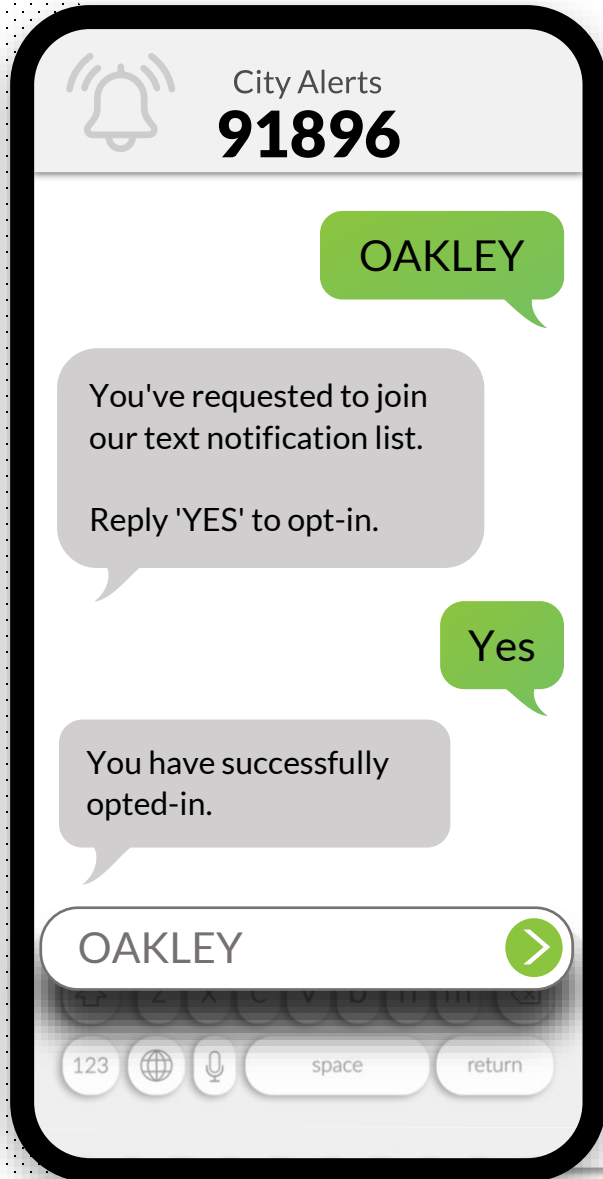 City Alerts
91896
OAKLEY
You've requested to join
our text notification list.
Reply 'YES' to opt-in.
Yes
You have successfully
opted-in.
OAKLEY
z x c v b n m
123 space return